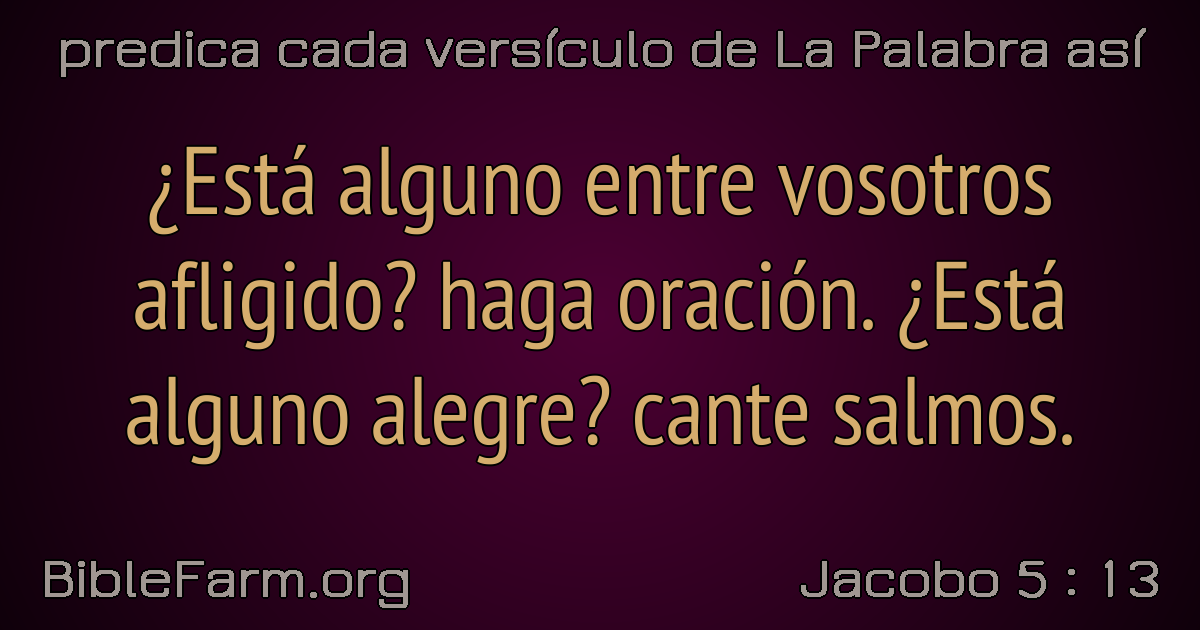 predica cada versículo de La Palabra así
¿Está alguno entre vosotros
afligido? haga oración. ¿Está
alguno alegre? cante salmos.
BibleFarm.org
Jacobo 5 : 13